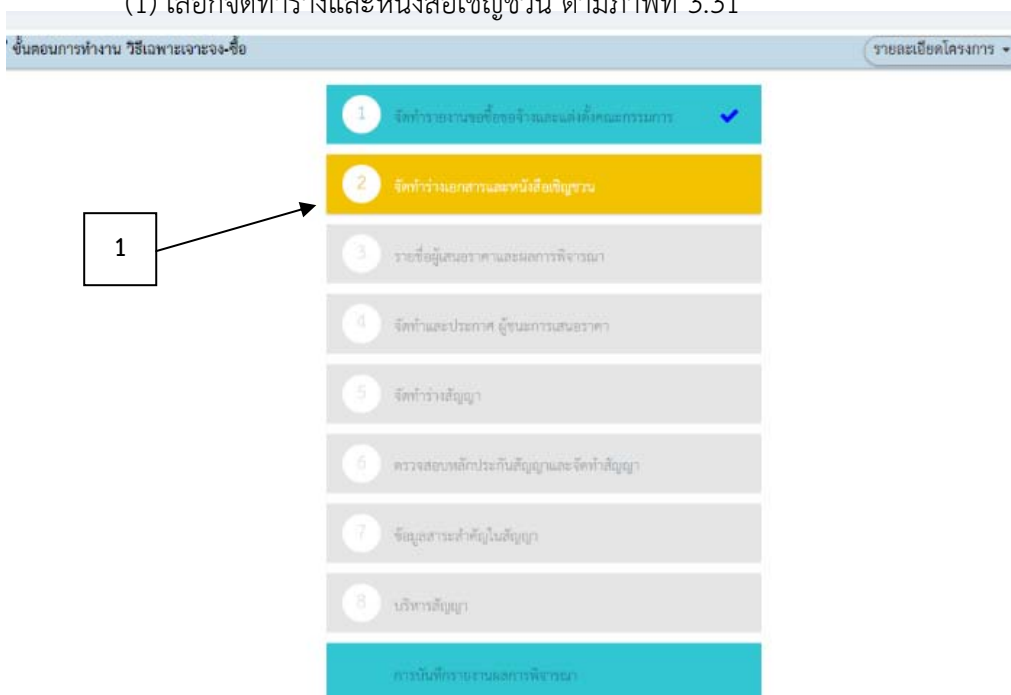 (1) เลือกจัดทำร่างและหนังสือเชิญชวน ตามภาพที่ 3.31
ขั้นตอนการทำงาน วิธีเฉพาะเจาะจง-ซื้อ
รายละเอียดโครงการ
1 จัดทำรายงานขอซื้อขอจ้างและแต่งตั้งคณะกรรมการ
2 จัดทำร่างเอกสารและหนังสือเชิญชวน
1
3 รายชื่อผู้เสนอราคาและผลการพิจารณา
4 จัดทำและประกาศ ผู้ชนะการเสนอราคา
5 จัดทำร่างสัญญา
6 ตรวจสอบหลักประกันสัญญาและจัดทำสัญญา
7 ข้อมูลสาระสำคัญในสัญญา
8 บริหารสัญญา
การบันทึกรายงานผลการพิจารณา